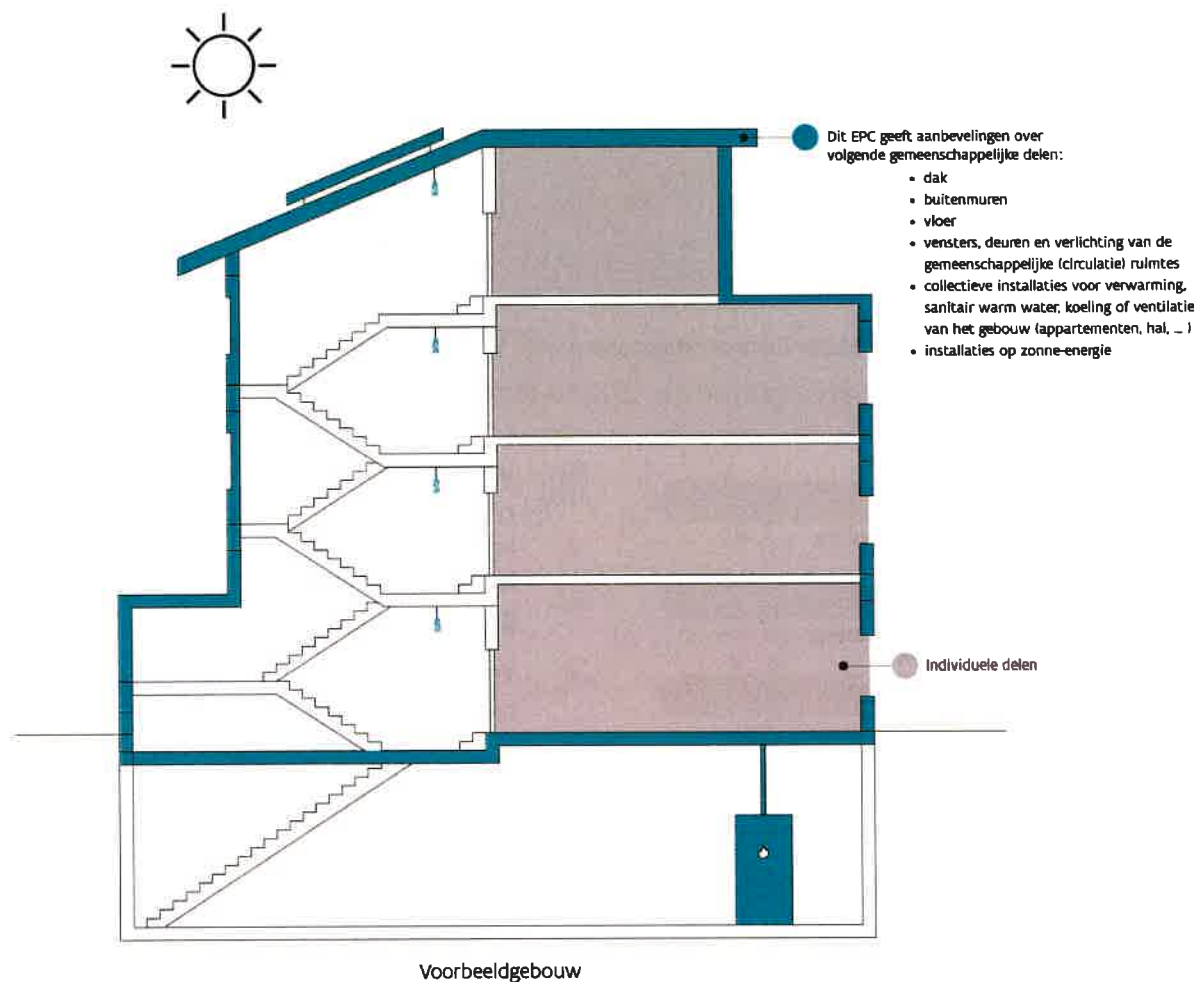 Dit EPC geeft aanbevelingen over
volgende gemeenschappelijke delen:
• dak
• buitenmuren
• vloer
• vensters, deuren en verlichting van de
gemeenschappelijke (circulatie) ruimtes
• collectieve installaties voor verwarming,
sanitair warm water, koeling of ventilatie
van het gebouw (appartementen, hal, ... )
• installaties op zonne-energie
Individuele delen
Voorbeeldgebouw